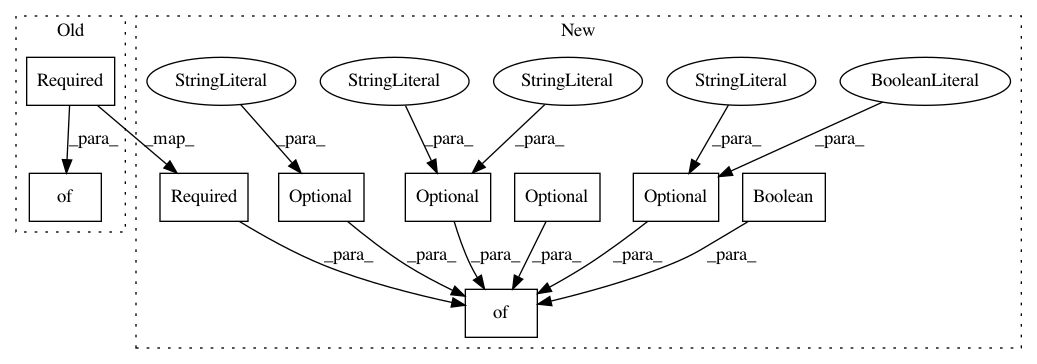 Old
New
Required
StringLiteral
StringLiteral
StringLiteral
StringLiteral
BooleanLiteral
_para_
_map_
_para_
_para_
_para_
_para_
_para_
of
Required
Optional
Optional
Optional
Optional
Boolean
_para_
_para_
_para_
_para_
_para_
_para_
of